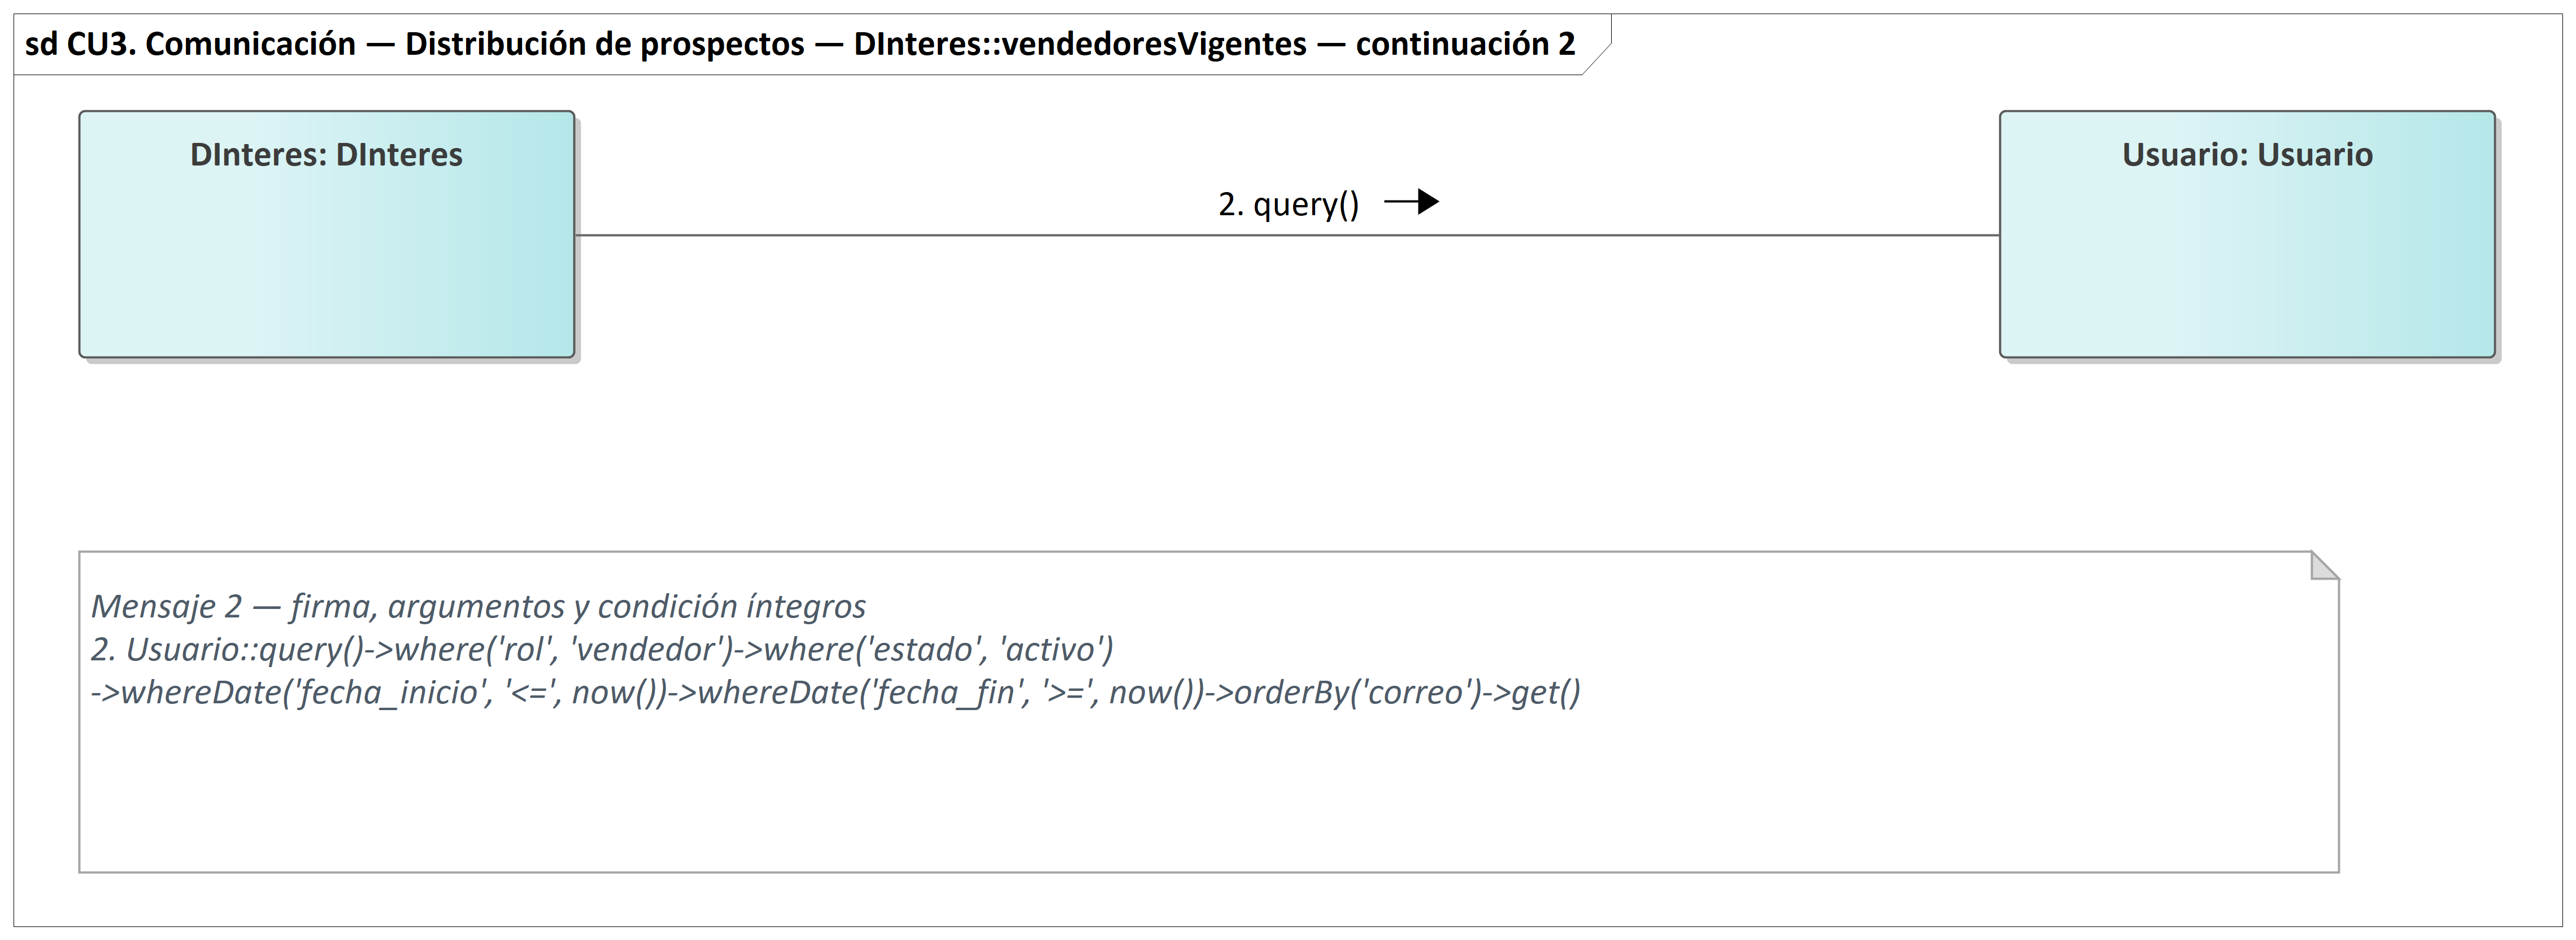 sd CU3. Comunicación — Distribución de prospectos — DInteres::vendedoresVigentes — continuación 2
DInteres: DInteres
Usuario: Usuario
2. query()
Mensaje 2 — firma, argumentos y condición íntegros
2. Usuario::query()->where('rol', 'vendedor')->where('estado', 'activo')
->whereDate('fecha_inicio', '<=', now())->whereDate('fecha_fin', '>=', now())->orderBy('correo')->get()